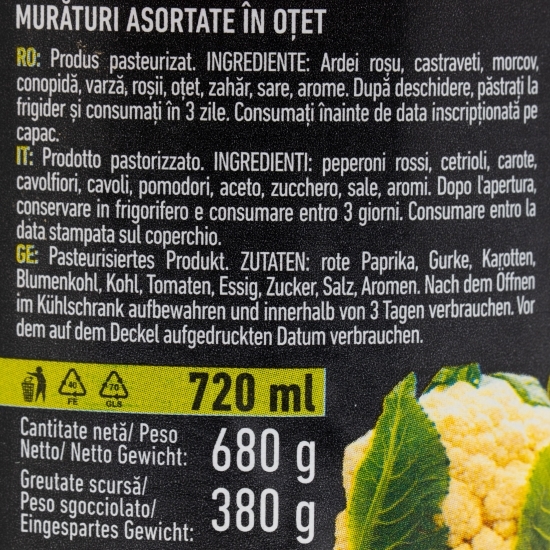 MURĂTURI ASORTATE ÎN OȚET
RO: Produs pasteurizat. INGREDIENTE: Ardei roșu, castraveti, morcov,
conopidă, varză, roșii, oțet, zahăr, sare, arome. După deschidere, păstrați la
frigider și consumați în 3 zile. Consumați înainte de data inscripționată pe
capac.
IT: Prodotto pastorizzato. INGREDIENTI: peperoni rossi, cetrioli, carote,
cavolfiori, cavoli, pomodori, aceto, zucchero, sale, aromi. Dopo l'apertura,
conservare in frigorifero e consumare entro 3 giorni. Consumare entro la
data stampata sul coperchio.
GE: Pasteurisiertes Produkt. ZUTATEN: rote Paprika, Gurke, Karotten,
Blumenkohl, Kohl, Tomaten, Essig, Zucker, Salz, Aromen. Nach dem Öffnen
im Kühlschrank aufbewahren und innerhalb von 3 Tagen verbrauchen. Vor
dem auf dem Deckel aufgedruckten Datum verbrauchen.
40 FE
70 GLS
720 ml
Cantitate netă/ Peso
Netto/ Netto Gewicht:
680 g
Greutate scursă/
Peso sgocciolato/
Eingespartes Gewicht:
380 g